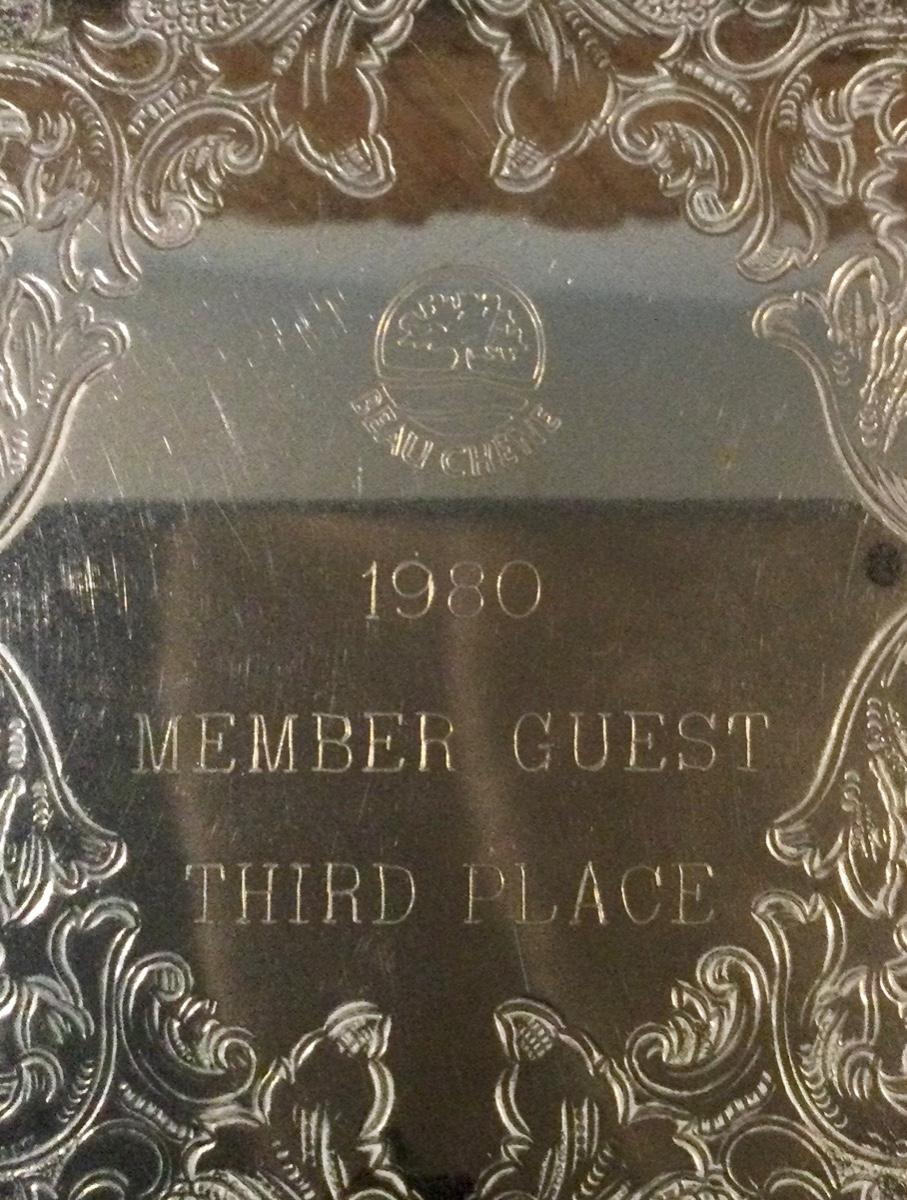 BEAU CHENE
1980
MEMBER GUEST
THIRD PLACE